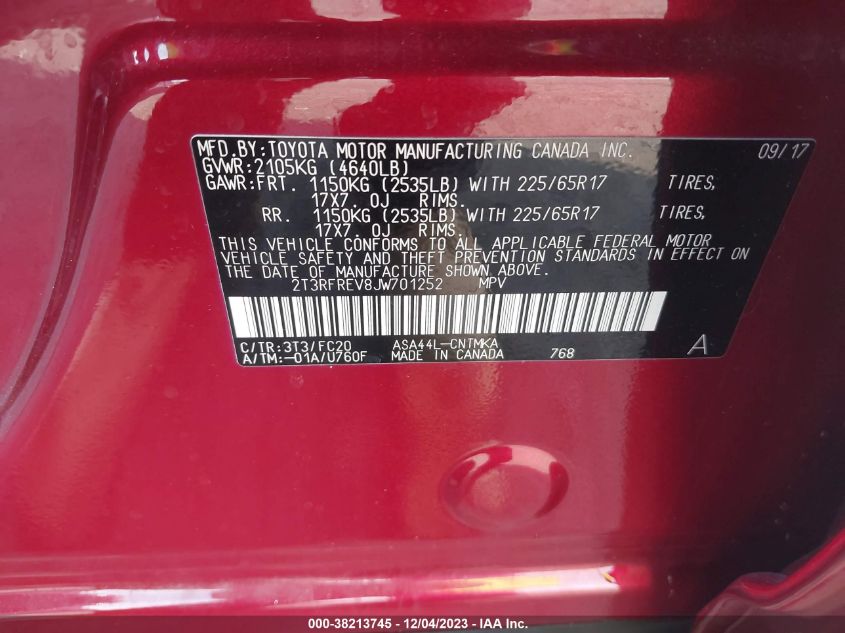 MFD.BY:TOYOTA MOTOR MANUFACTURING CANADA INC. 09/17
GVWR:2105KG (4640LB)
GAWR:FRT. 1150KG (2535LB) WITH 225/65R17 TIRES,
17X7. 0J RIMS.
RR. 1150KG (2535LB) WITH 225/65R17 TIRES,
17X7. 0J RIMS.
THIS VEHICLE CONFORMS TO ALL APPLICABLE FEDERAL MOTOR
VEHICLE SAFETY AND THEFT PREVENTION STANDARDS IN EFFECT ON
THE DATE OF MANUFACTURE SHOWN ABOVE.
2T3RFREV8JW701252 MPV
C/TR:3T3/FC20 ASA44L-CNTMKA
A/TM:-01A/U760F MADE IN CANADA 768 A
000-38213745 - 12/04/2023 - IAA Inc.